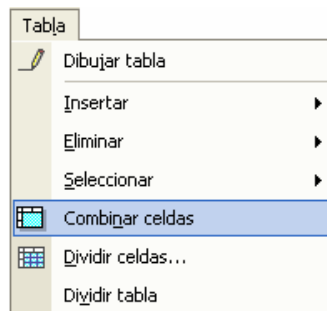 Tabla
Dibujar tabla
Insertar
Eliminar
Seleccionar
Combinar celdas
Dividir celdas...
Dividir tabla